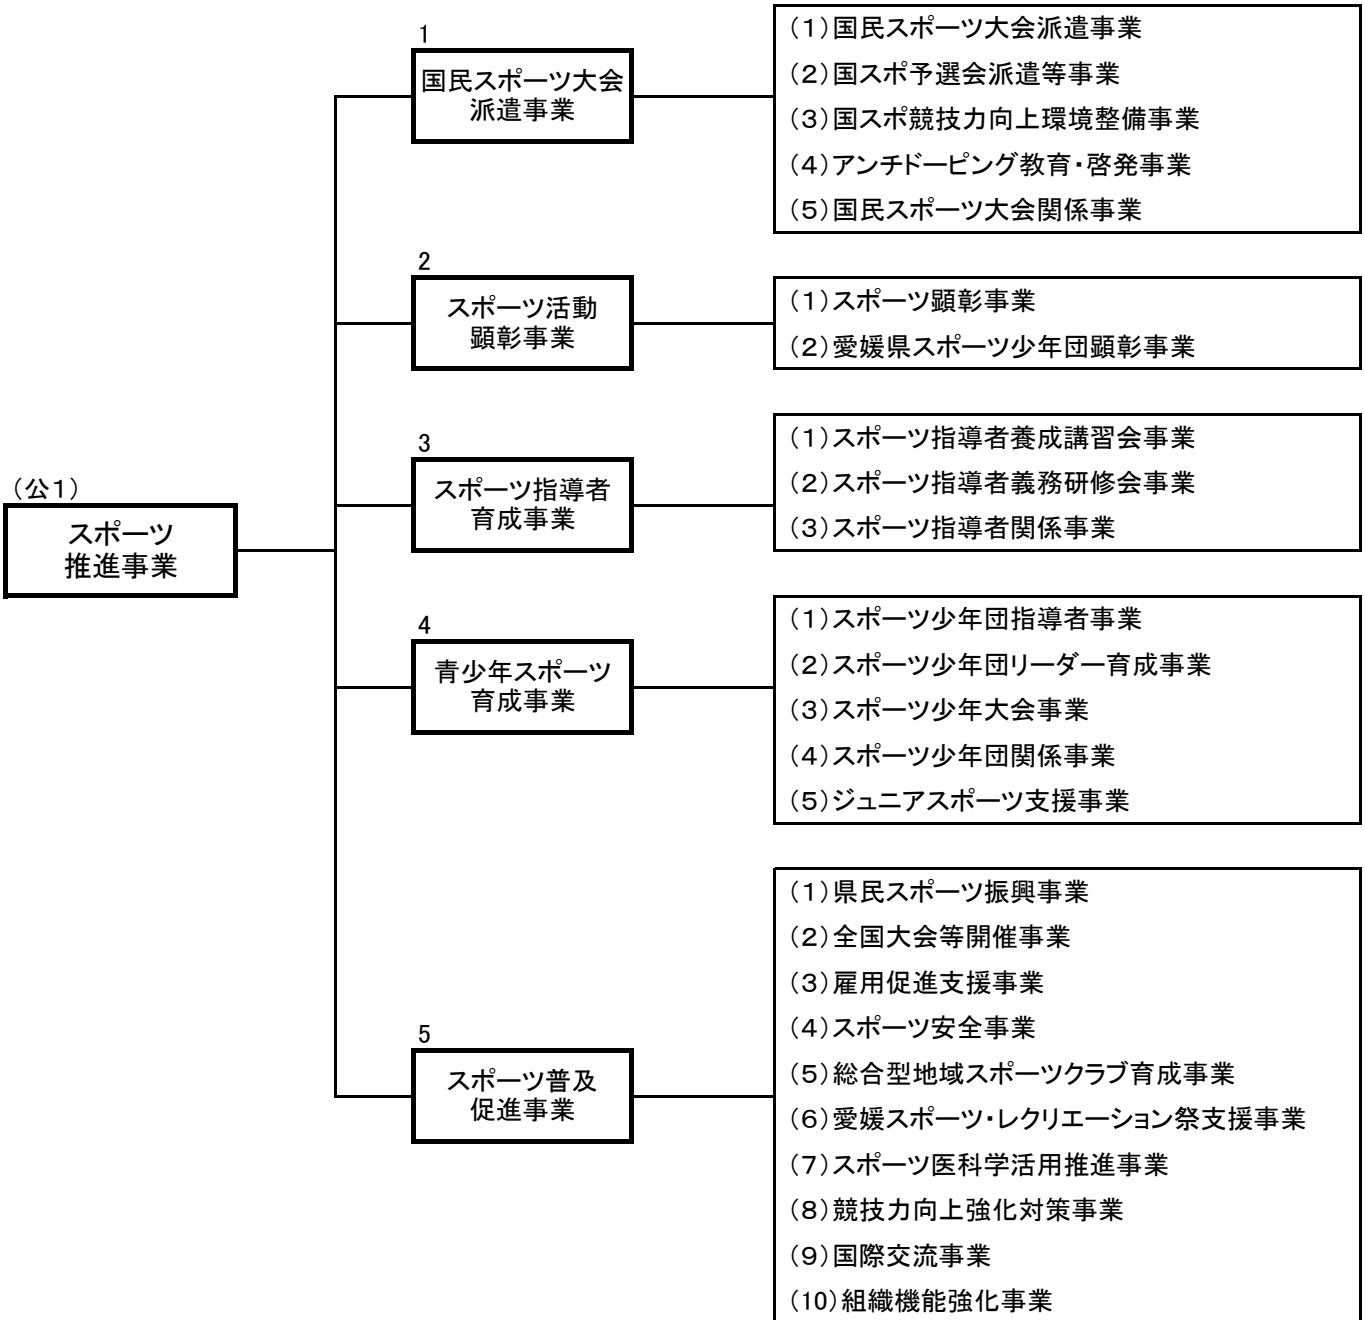 (公1)
スポーツ
推進事業
1
国民スポーツ大会
派遣事業
(1)国民スポーツ大会派遣事業
(2)国スポ予選会派遣等事業
(3)国スポ競技力向上環境整備事業
(4)アンチドーピング教育・啓発事業
(5)国民スポーツ大会関係事業
2
スポーツ活動
顕彰事業
(1)スポーツ顕彰事業
(2)愛媛県スポーツ少年団顕彰事業
3
スポーツ指導者
育成事業
(1)スポーツ指導者養成講習会事業
(2)スポーツ指導者義務研修会事業
(3)スポーツ指導者関係事業
4
青少年スポーツ
育成事業
(1)スポーツ少年団指導者事業
(2)スポーツ少年団リーダー育成事業
(3)スポーツ少年大会事業
(4)スポーツ少年団関係事業
(5)ジュニアスポーツ支援事業
5
スポーツ普及
促進事業
(1)県民スポーツ振興事業
(2)全国大会等開催事業
(3)雇用促進支援事業
(4)スポーツ安全事業
(5)総合型地域スポーツクラブ育成事業
(6)愛媛スポーツ・レクリエーション祭支援事業
(7)スポーツ医科学活用推進事業
(8)競技力向上強化対策事業
(9)国際交流事業
(10)組織機能強化事業